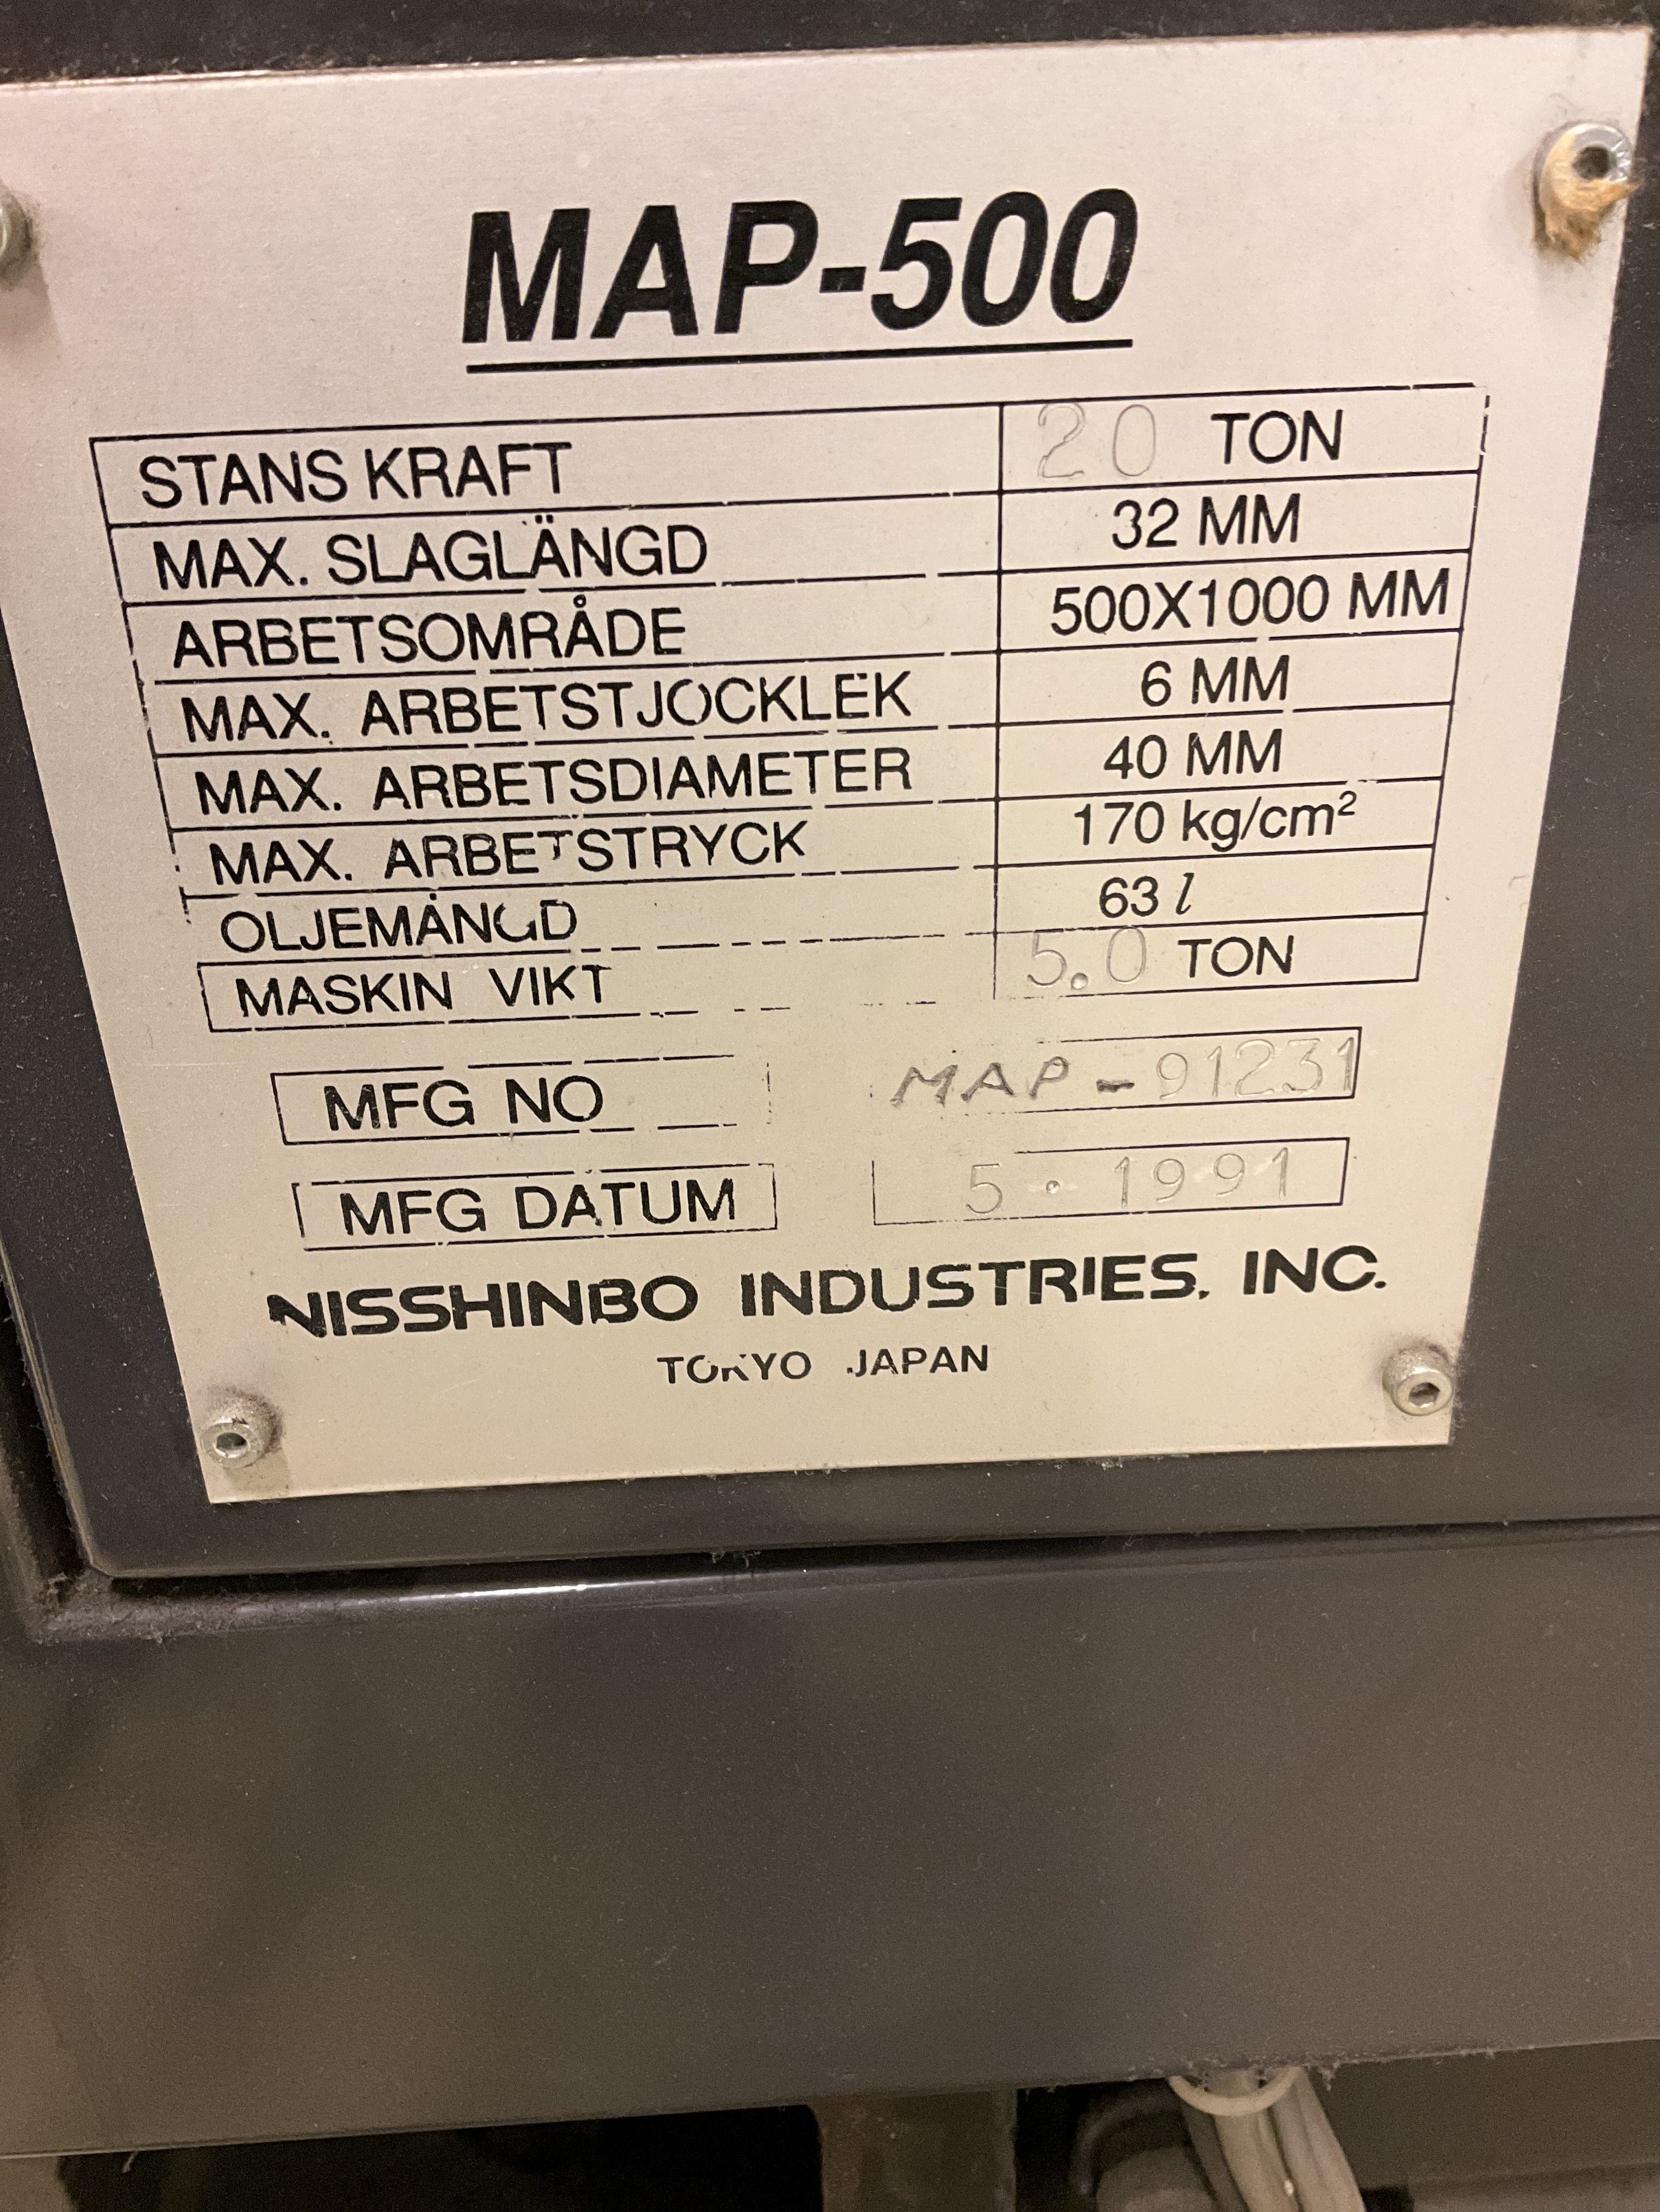 MAP-500
STANS KRAFT 20 TON
MAX. SLAGLÄNGD 32 MM
ARBETSOMRÅDE 500X1000 MM
MAX. ARBETSTJOCKLEK 6 MM
MAX. ARBETSDIAMETER 40 MM
MAX. ARBETSTRYCK 170 kg/cm²
OLJEMÄNGD 63 l
MASKIN VIKT 5.0 TON
MFG NO MAP-91231
MFG DATUM 5・1991
NISSHINBO INDUSTRIES, INC.
TOKYO JAPAN